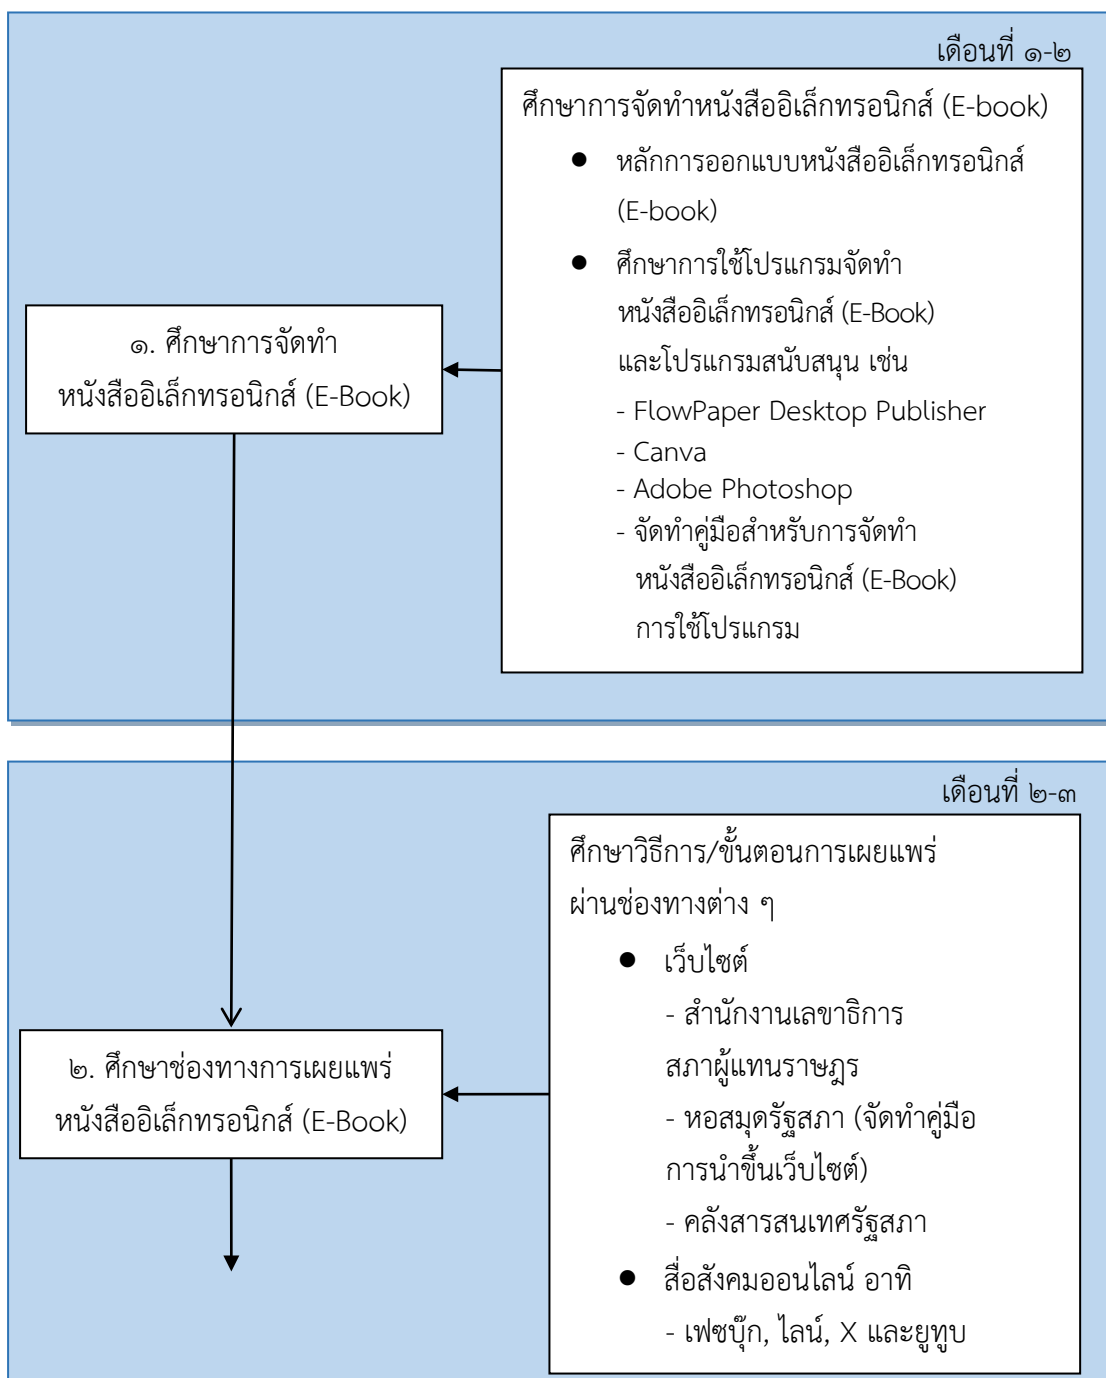 เดือนที่ ๑-๒
ศึกษาการจัดทำหนังสืออิเล็กทรอนิกส์ (E-book)
● หลักการออกแบบหนังสืออิเล็กทรอนิกส์
(E-book)
● ศึกษาการใช้โปรแกรมจัดทำ
หนังสืออิเล็กทรอนิกส์ (E-Book)
และโปรแกรมสนับสนุน เช่น
- FlowPaper Desktop Publisher
- Canva
- Adobe Photoshop
- จัดทำคู่มือสำหรับการจัดทำ
หนังสืออิเล็กทรอนิกส์ (E-Book)
การใช้โปรแกรม
๑. ศึกษาการจัดทำ
หนังสืออิเล็กทรอนิกส์ (E-Book)
เดือนที่ ๒-๓
ศึกษาวิธีการ/ขั้นตอนการเผยแพร่
ผ่านช่องทางต่าง ๆ
● เว็บไซต์
- สำนักงานเลขาธิการ
สภาผู้แทนราษฎร
- หอสมุดรัฐสภา (จัดทำคู่มือ
การนำขึ้นเว็บไซต์)
- คลังสารสนเทศรัฐสภา
● สื่อสังคมออนไลน์ อาทิ
- เฟซบุ๊ก, ไลน์, X และยูทูบ
๒. ศึกษาช่องทางการเผยแพร่
หนังสืออิเล็กทรอนิกส์ (E-Book)